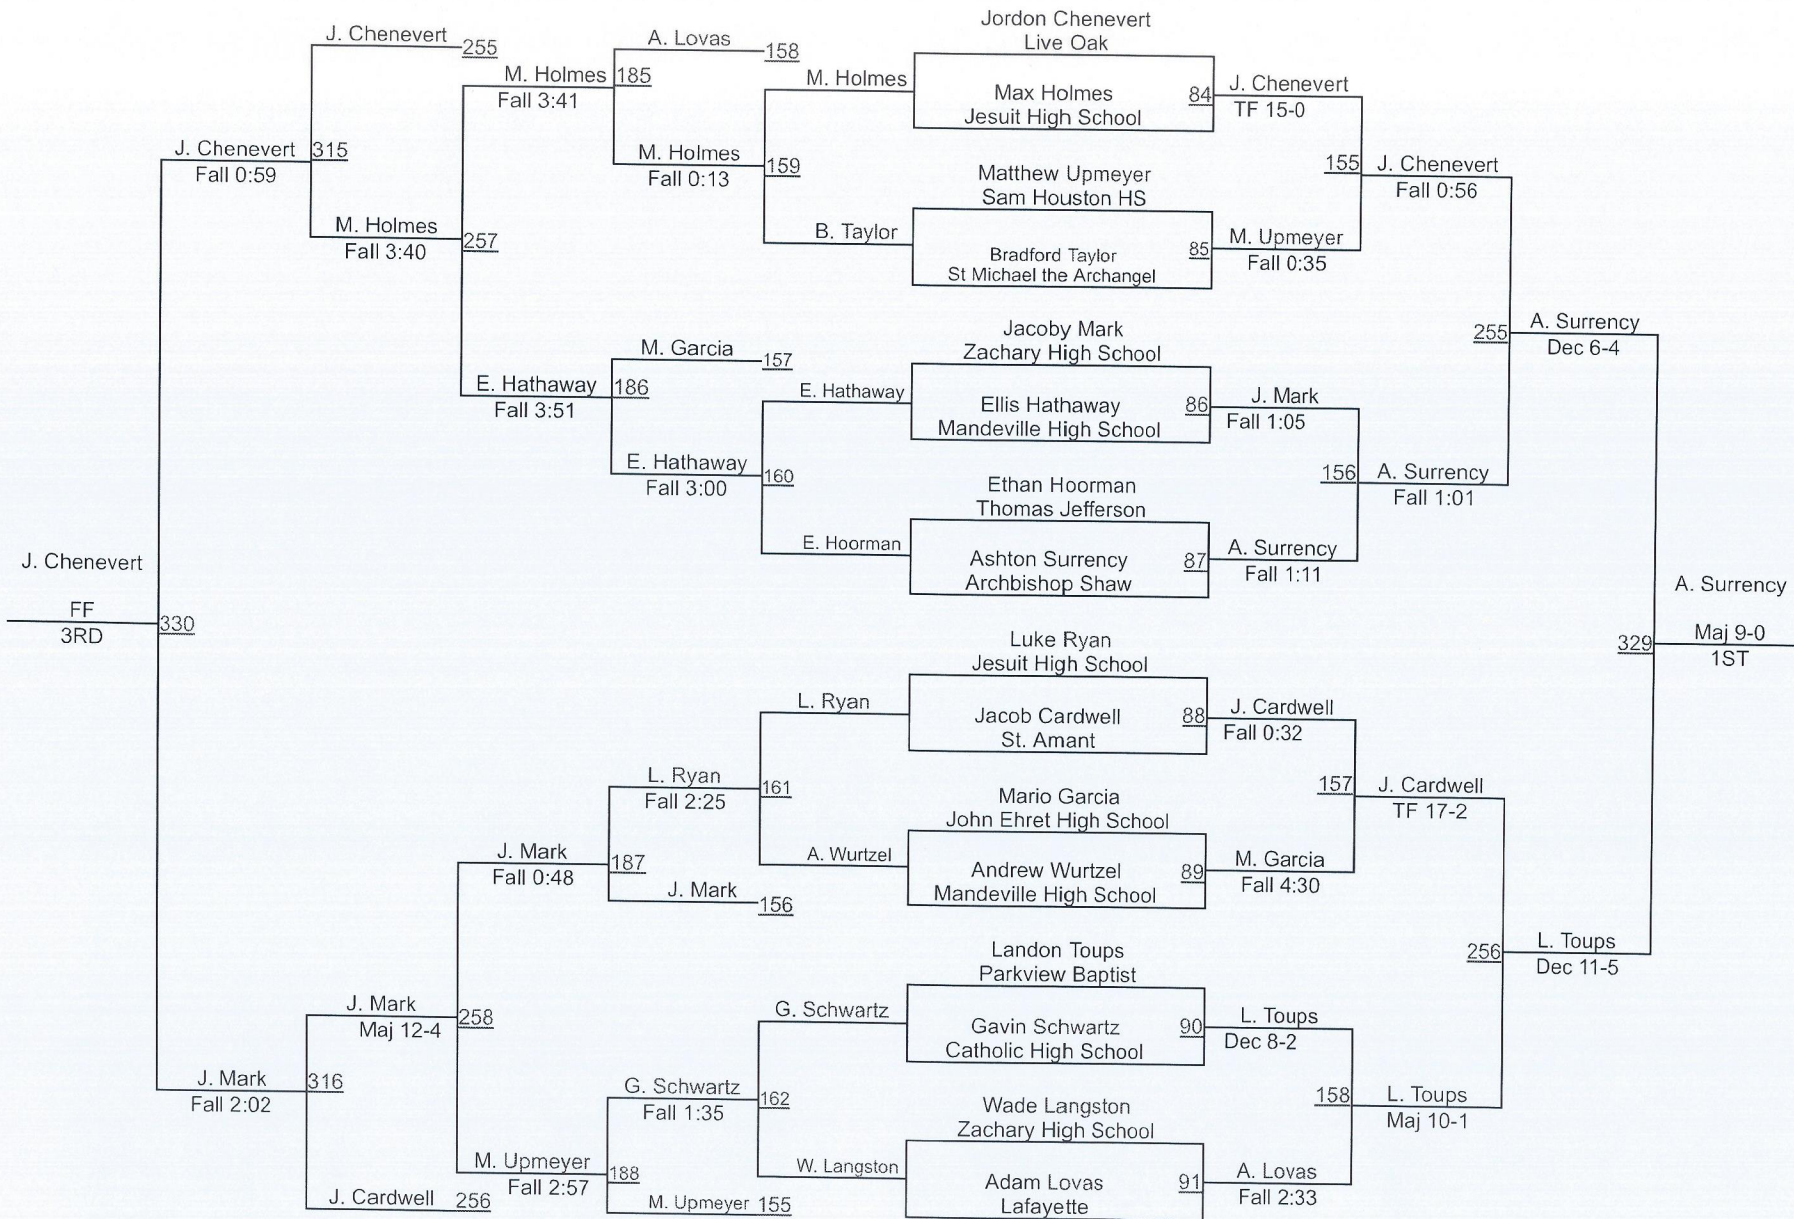 Jordon Chenevert
Live Oak
J. Chenevert
255
A. Lovas
158
M. Holmes
185
Fall 3:41
M. Holmes
Max Holmes
Jesuit High School
84
J. Chenevert
TF 15-0
J. Chenevert
315
Fall 0:59
M. Holmes
159
Fall 0:13
Matthew Upmeyer
Sam Houston HS
155
J. Chenevert
Fall 0:56
M. Holmes
257
Fall 3:40
B. Taylor
Bradford Taylor
St Michael the Archangel
85
M. Upmeyer
Fall 0:35
M. Garcia
157
Jacoby Mark
Zachary High School
255
A. Surrency
Dec 6-4
E. Hathaway
186
Fall 3:51
E. Hathaway
Ellis Hathaway
Mandeville High School
86
J. Mark
Fall 1:05
E. Hathaway
160
Fall 3:00
Ethan Hoorman
Thomas Jefferson
156
A. Surrency
Fall 1:01
E. Hoorman
Ashton Surrency
Archbishop Shaw
87
A. Surrency
Fall 1:11
J. Chenevert
FF
3RD
330
A. Surrency
329
Maj 9-0
1ST
Luke Ryan
Jesuit High School
L. Ryan
Jacob Cardwell
St. Amant
88
J. Cardwell
Fall 0:32
L. Ryan
161
Fall 2:25
Mario Garcia
John Ehret High School
157
J. Cardwell
TF 17-2
J. Mark
187
Fall 0:48
A. Wurtzel
Andrew Wurtzel
Mandeville High School
89
M. Garcia
Fall 4:30
J. Mark
156
Landon Toups
Parkview Baptist
256
L. Toups
Dec 11-5
J. Mark
258
Maj 12-4
G. Schwartz
Gavin Schwartz
Catholic High School
90
L. Toups
Dec 8-2
J. Mark
316
Fall 2:02
G. Schwartz
162
Fall 1:35
Wade Langston
Zachary High School
158
L. Toups
Maj 10-1
M. Upmeyer
188
Fall 2:57
W. Langston
Adam Lovas
Lafayette
91
A. Lovas
Fall 2:33
J. Cardwell
256
M. Upmeyer
155